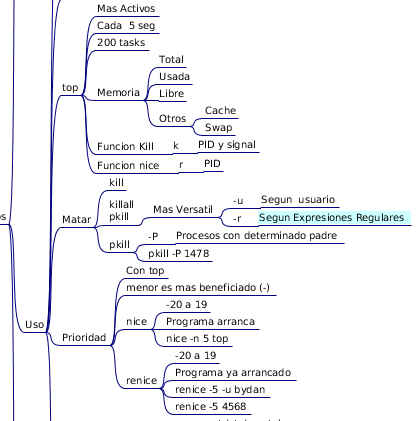 Mas Activos
Cada 5 seg
200 tasks
top
Memoria
Total
Usada
Libre
Otros
Cache
Swap
Funcion Kill k PID y signal
Funcion nice r PID
kill
killall
pkill
Mas Versatil
-u Segun usuario
-r Segun Expresiones Regulares
Matar
pkill
-P Procesos con determinado padre
pkill -P 1478
Uso
Con top
menor es mas beneficiado (-)
Prioridad
nice
-20 a 19
Programa arranca
nice -n 5 top
renice
-20 a 19
Programa ya arrancado
renice -5 -u bydan
renice -5 4568